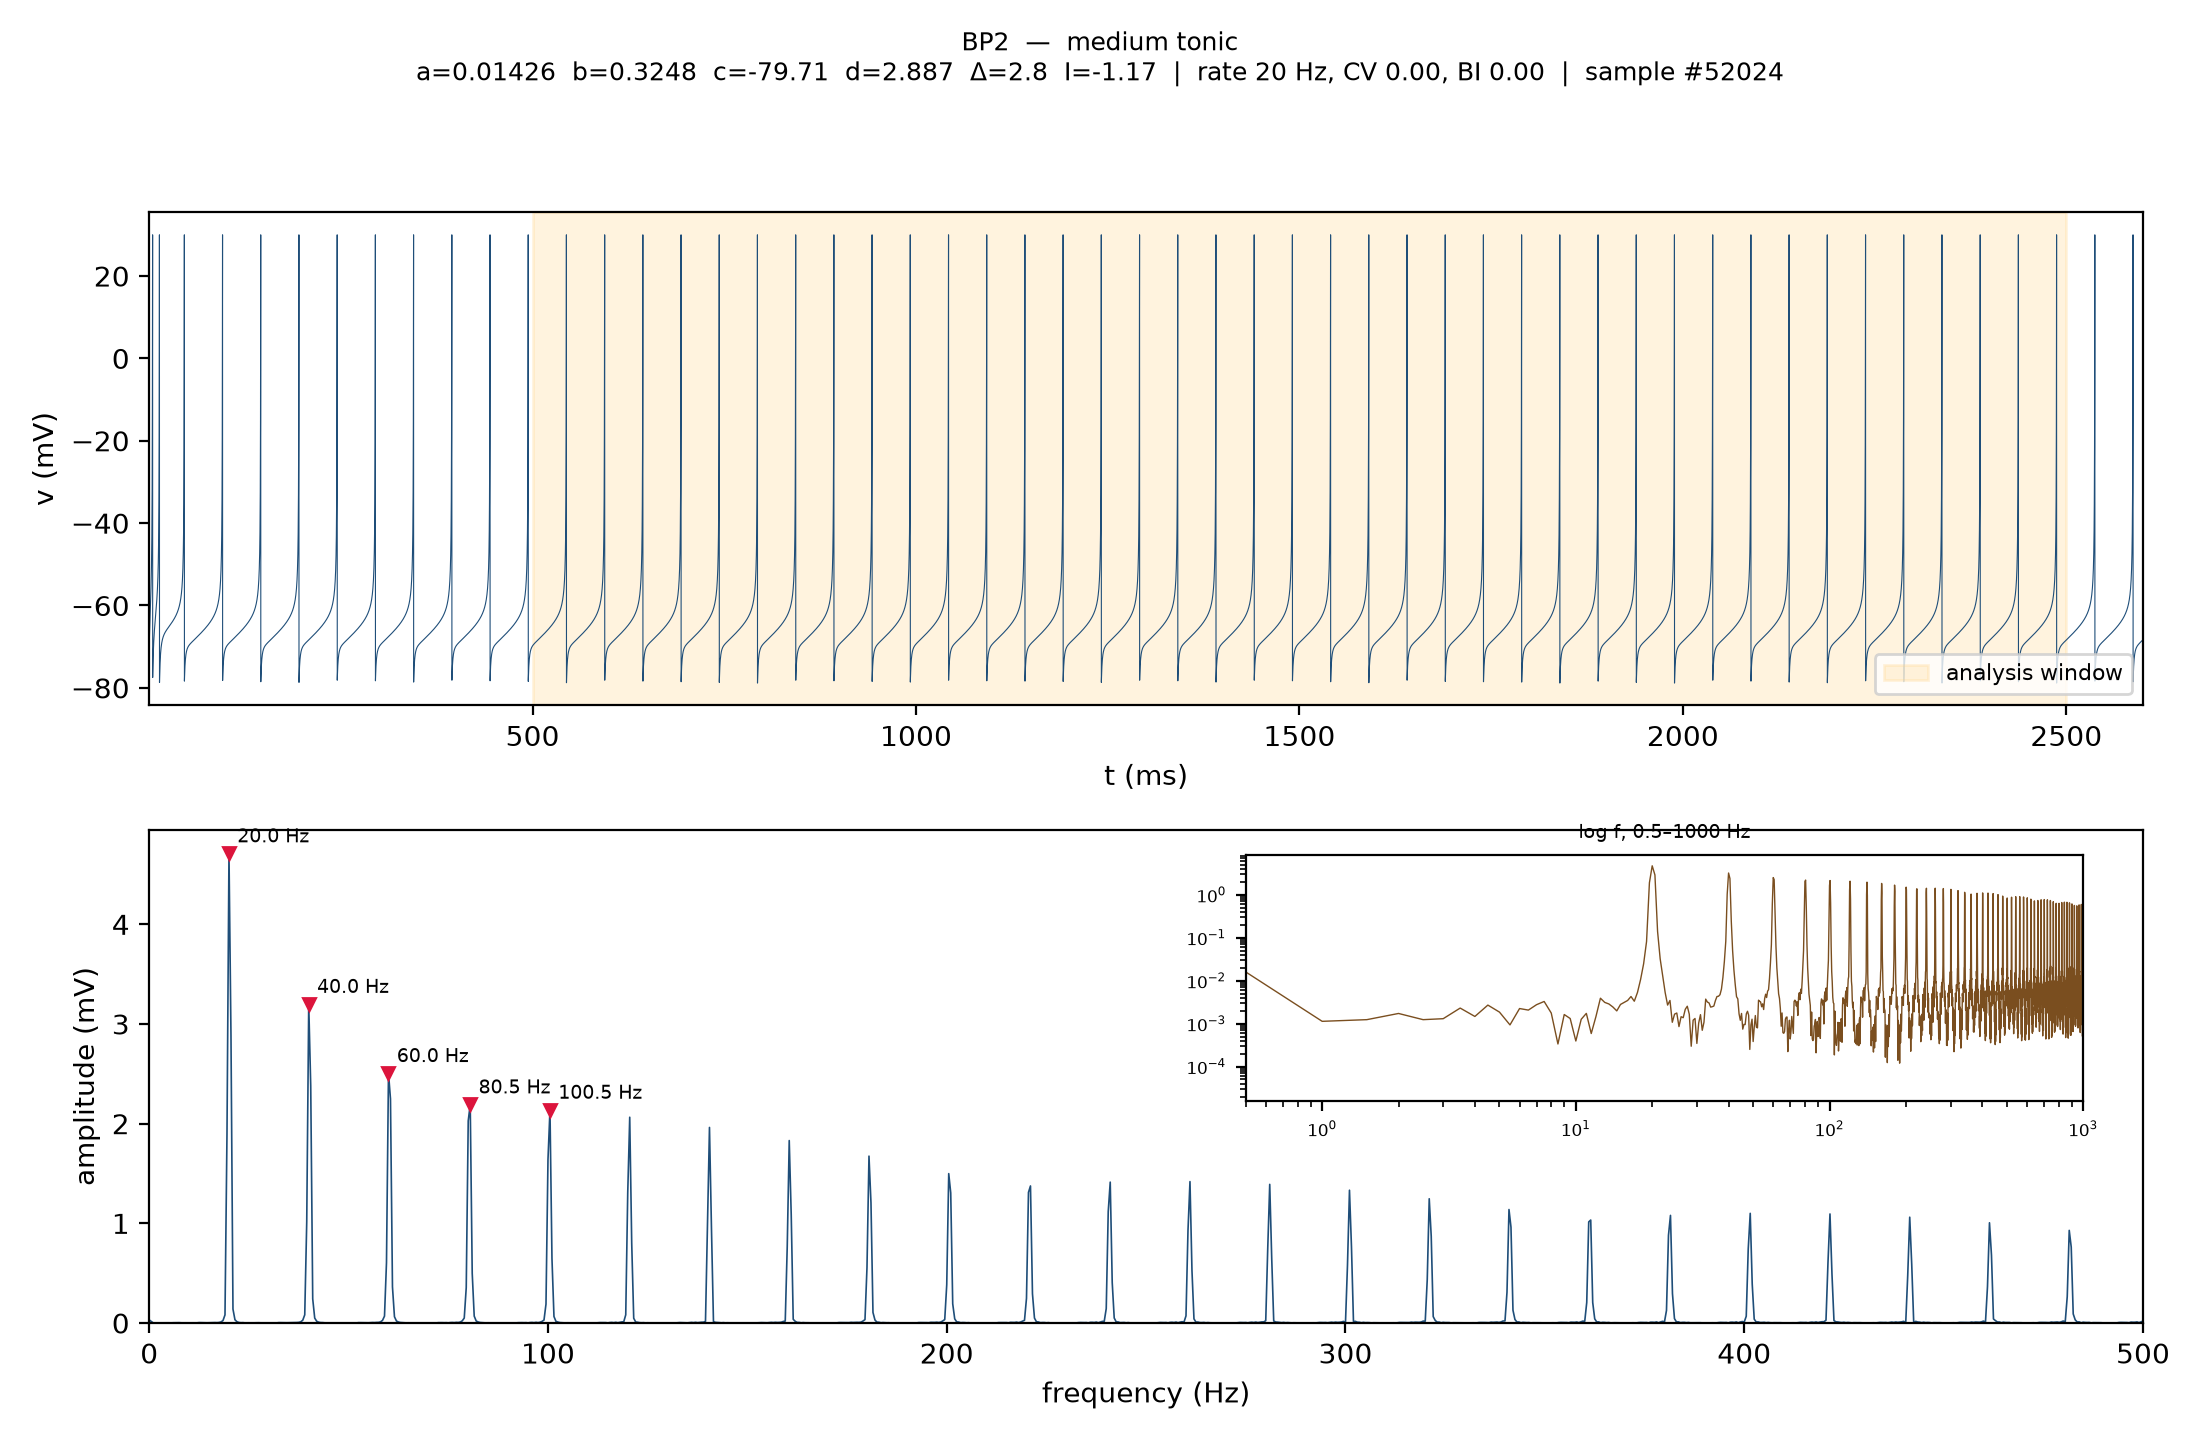 BP2 — medium tonic
a=0.01426 b=0.3248 c=-79.71 d=2.887 Δ=2.8 I=-1.17 | rate 20 Hz, CV 0.00, BI 0.00 | sample #52024
20
0
−20
−40
−60
−80
v (mV)
analysis window
500
1000
1500
2000
2500
t (ms)
20.0 Hz
40.0 Hz
60.0 Hz
80.5 Hz
100.5 Hz
log f, 0.5–1000 Hz
10⁰
10⁻¹
10⁻²
10⁻³
10⁻⁴
10⁰
10¹
10²
10³
4
3
2
1
0
amplitude (mV)
0
100
200
300
400
500
frequency (Hz)